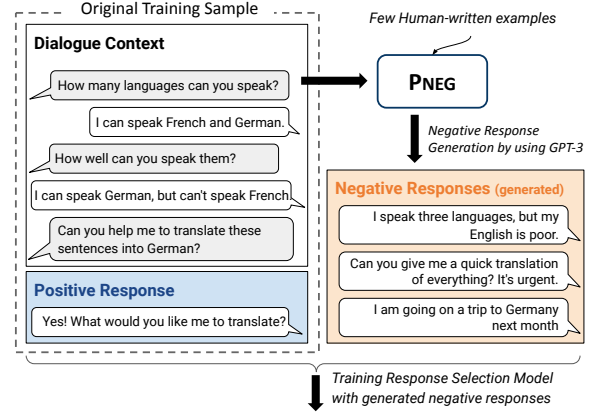 Original Training Sample
Dialogue Context
How many languages can you speak?
I can speak French and German.
How well can you speak them?
I can speak German, but can't speak French.
Can you help me to translate these
sentences into German?
Positive Response
Yes! What would you like me to translate?
Few Human-written examples
PNEG
Negative Response
Generation by using GPT-3
Negative Responses (generated)
I speak three languages, but my
English is poor.
Can you give me a quick translation
of everything? It's urgent.
I am going on a trip to Germany
next month
Training Response Selection Model
with generated negative responses